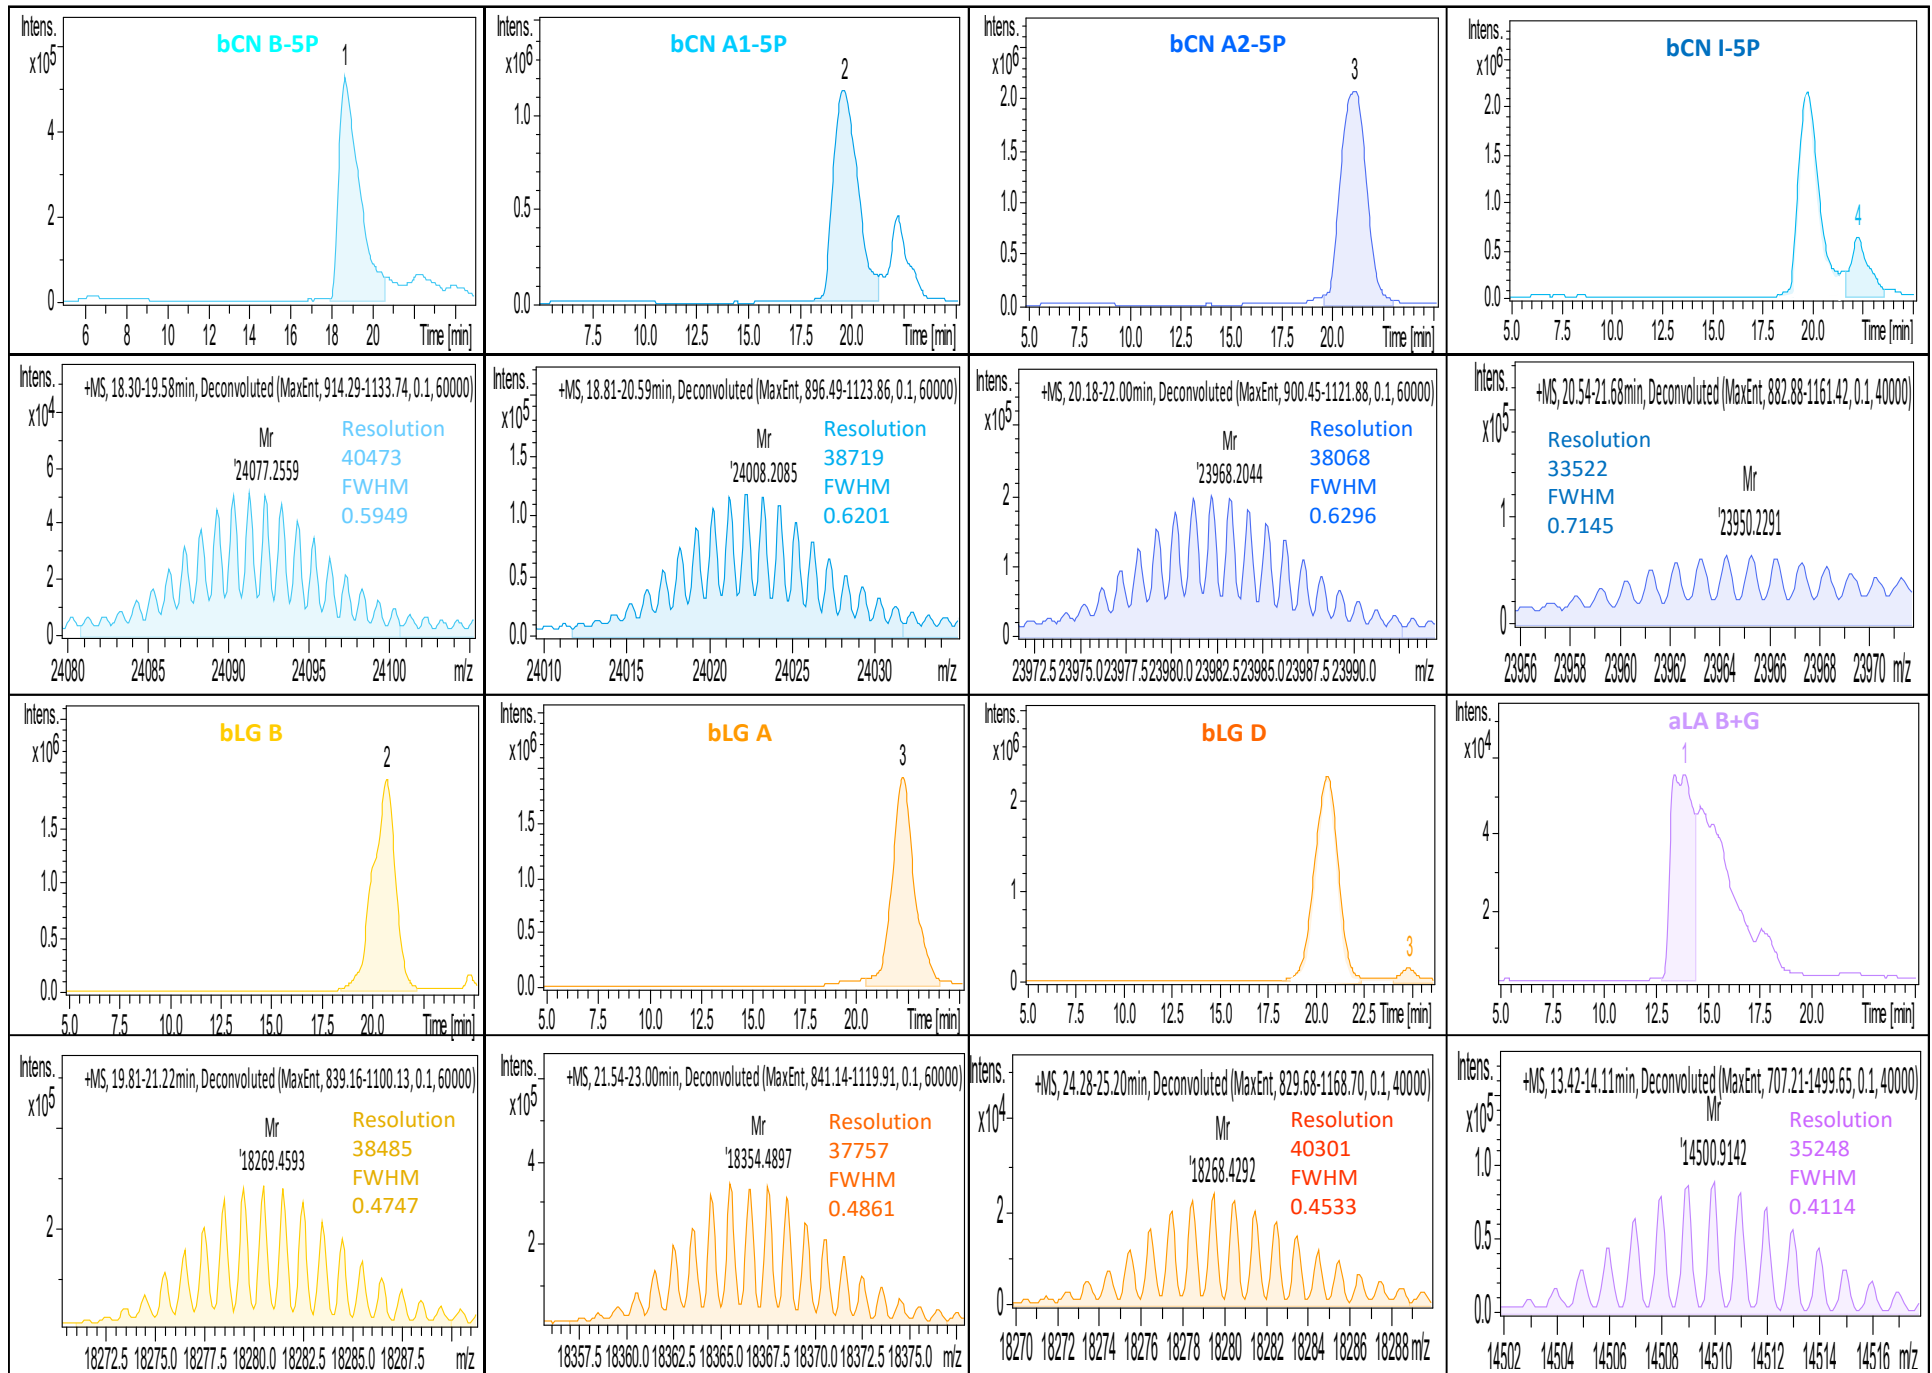 bCN B-5P
Intens.
x10^5
1
4
2
0
6 8 10 12 14 16 18 20 Time [min]
bCN A1-5P
Intens.
x10^6
2
1.0
0.5
0.0
7.5 10.0 12.5 15.0 17.5 20.0 Time [min]
bCN A2-5P
Intens.
x10^6
3
2.0
1.5
1.0
0.5
0.0
5.0 7.5 10.0 12.5 15.0 17.5 20.0 Time [min]
bCN I-5P
Intens.
x10^6
4
2.0
1.5
1.0
0.5
0.0
5.0 7.5 10.0 12.5 15.0 17.5 20.0 Time [min]
Intens.
x10^4
+MS, 18.30-19.58min, Deconvoluted (MaxEnt, 914.29-1133.74, 0.1, 60000)
Mr
'24077.2559
Resolution
40473
FWHM
0.5949
6
4
2
0
24080 24085 24090 24095 24100 m/z
Intens.
x10^5
+MS, 18.81-20.59min, Deconvoluted (MaxEnt, 896.49-1123.86, 0.1, 60000)
Mr
'24008.2085
Resolution
38719
FWHM
0.6201
1.5
1.0
0.5
0.0
24010 24015 24020 24025 24030 m/z
Intens.
x10^5
+MS, 20.18-22.00min, Deconvoluted (MaxEnt, 900.45-1121.88, 0.1, 60000)
Mr
'23968.2044
Resolution
38068
FWHM
0.6296
2
1
0
23972.5 23975.0 23977.5 23980.0 23982.5 23985.0 23987.5 23990.0 m/z
Intens.
x10^5
+MS, 20.54-21.68min, Deconvoluted (MaxEnt, 882.88-1161.42, 0.1, 40000)
Resolution
33522
FWHM
0.7145
Mr
'23950.2291
1
0
23956 23958 23960 23962 23964 23966 23968 23970 m/z
bLG B
Intens.
x10^6
2
1.5
1.0
0.5
0.0
5.0 7.5 10.0 12.5 15.0 17.5 20.0 Time [min]
bLG A
Intens.
x10^6
3
1.5
1.0
0.5
0.0
5.0 7.5 10.0 12.5 15.0 17.5 20.0 Time [min]
bLG D
Intens.
x10^6
2
1
0
3
5.0 7.5 10.0 12.5 15.0 17.5 20.0 22.5 Time [min]
aLA B+G
Intens.
x10^4
1
4
2
5.0 7.5 10.0 12.5 15.0 17.5 20.0 Time [min]
Intens.
x10^5
+MS, 19.81-21.22min, Deconvoluted (MaxEnt, 839.16-1100.13, 0.1, 60000)
Mr
'18269.4593
Resolution
38485
FWHM
0.4747
2
18272.5 18275.0 18277.5 18280.0 18282.5 18285.0 18287.5 m/z
Intens.
x10^5
+MS, 21.54-23.00min, Deconvoluted (MaxEnt, 841.14-1119.91, 0.1, 60000)
Mr
'18354.4897
Resolution
37757
FWHM
0.4861
4
2
18357.5 18360.0 18362.5 18365.0 18367.5 18370.0 18372.5 18375.0 m/z
Intens.
x10^4
+MS, 24.28-25.20min, Deconvoluted (MaxEnt, 829.68-1168.70, 0.1, 40000)
Mr
'18268.4292
Resolution
40301
FWHM
0.4533
2
0
18270 18272 18274 18276 18278 18280 18282 18284 18286 18288 m/z
Intens.
x10^5
+MS, 13.42-14.11min, Deconvoluted (MaxEnt, 707.21-1499.65, 0.1, 40000)
Mr
'14500.9142
Resolution
35248
FWHM
0.4114
1.0
0.5
0.0
14502 14504 14506 14508 14510 14512 14514 14516 m/z